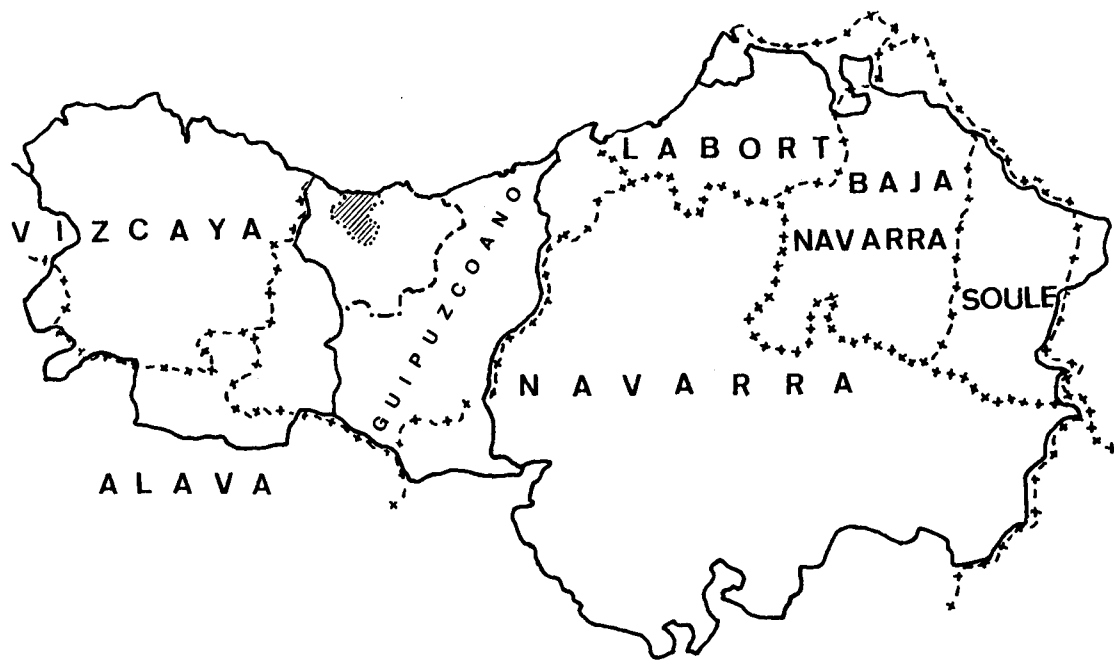 LABORT
BAJA
NAVARRA
VIZCAYA
GUIPUZCOANO
SOULE
NAVARRA
ALAVA